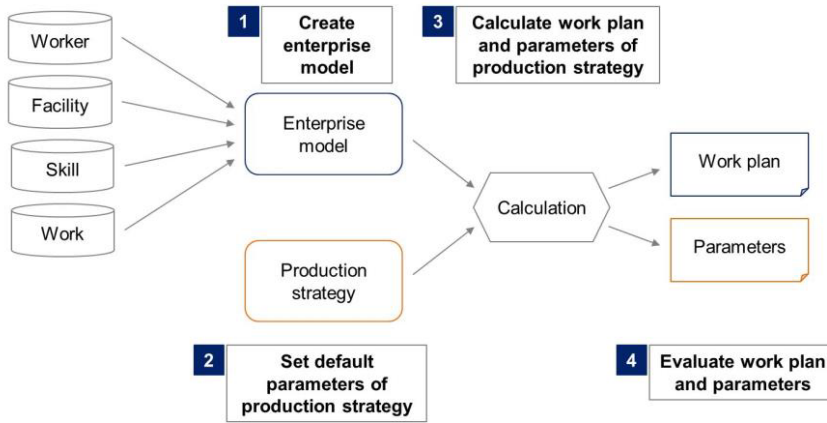 1
Create
enterprise
model
3
Calculate work plan
and parameters of
production strategy
Worker
Facility
Skill
Work
Enterprise
model
Calculation
Work plan
Parameters
Production
strategy
2
Set default
parameters of
production strategy
4
Evaluate work plan
and parameters